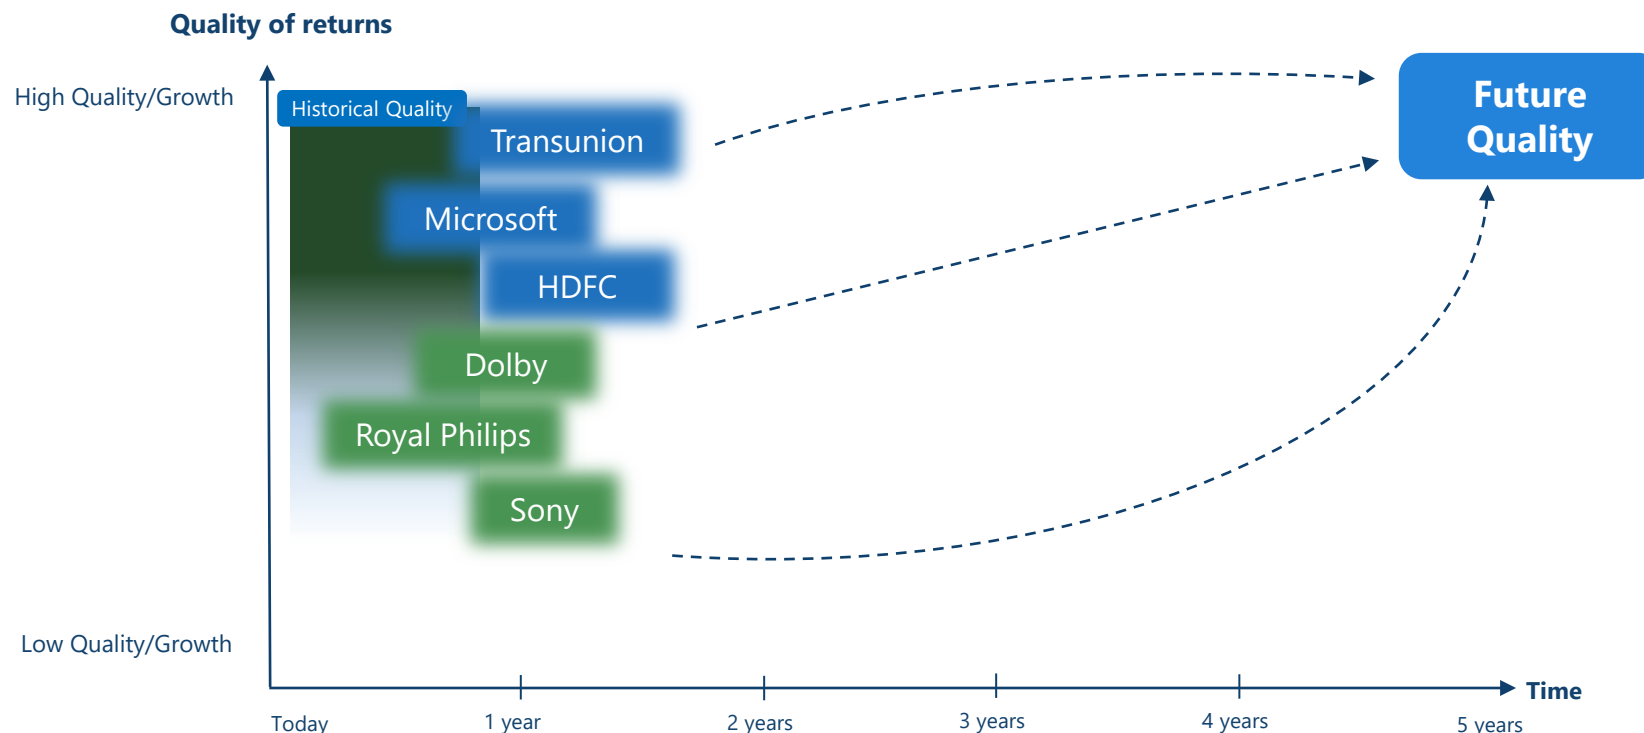 Quality of returns
High Quality/Growth
Historical Quality
Transunion
Microsoft
HDFC
Dolby
Royal Philips
Sony
Future
Quality
Low Quality/Growth
Time
Today
1 year
2 years
3 years
4 years
5 years